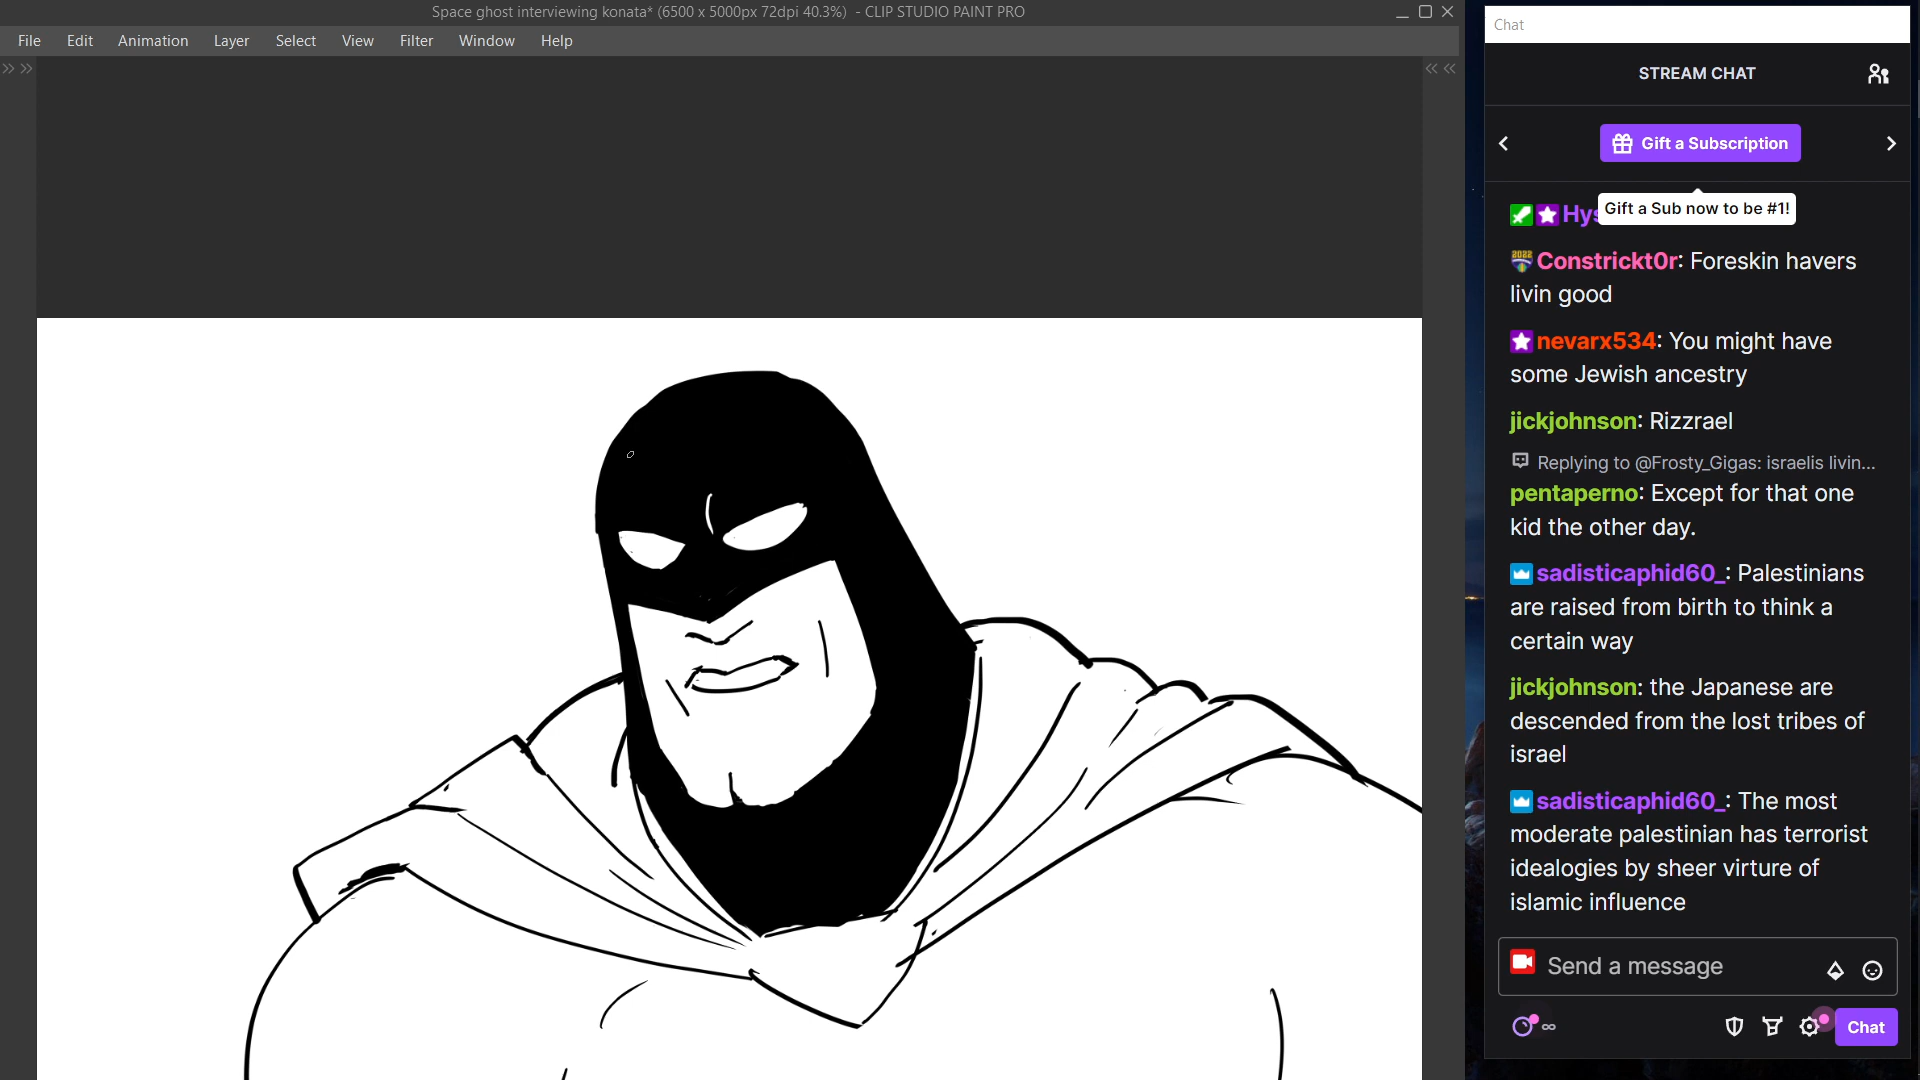 Space ghost interviewing konata* (6500 x 5000px 72dpi 40.3%) - CLIP STUDIO PAINT PRO
File Edit Animation Layer Select View Filter Window Help
Chat
STREAM CHAT
Gift a Subscription
Gift a Sub now to be #1!
Constrickt0r: Foreskin havers
livin good
nevarx534: You might have
some Jewish ancestry
jickjohnson: Rizzrael
Replying to @Frosty_Gigas: israelis livin...
pentaperno: Except for that one
kid the other day.
sadisticaphid60_: Palestinians
are raised from birth to think a
certain way
jickjohnson: the Japanese are
descended from the lost tribes of
israel
sadisticaphid60_: The most
moderate palestinian has terrorist
idealogies by sheer virture of
islamic influence
Send a message
Chat